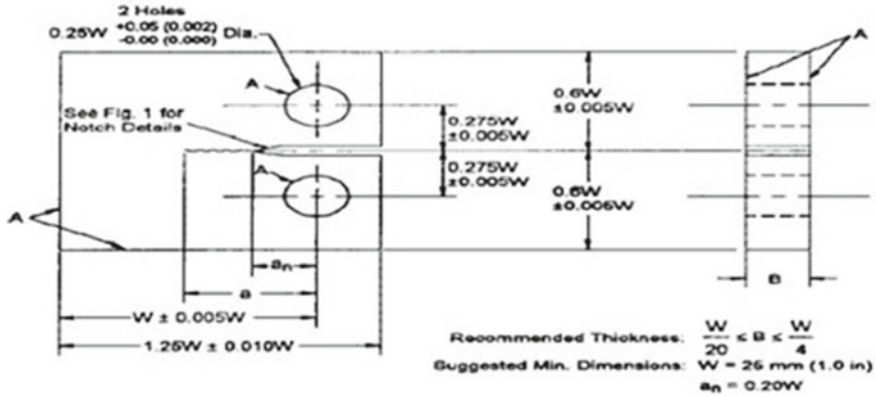 2 Holes
0.25W +0.05 (0.002) Dia.
-0.00 (0.000)
A
A
See Fig. 1 for
Notch Details
0.275W
±0.005W
0.6W
±0.005W
A
0.275W
±0.005W
0.6W
±0.005W
A
aₙ
a
B
W ± 0.005W
1.25W ± 0.010W
Recommended Thickness: W/20 ≤ B ≤ W/4
Suggested Min. Dimensions: W = 25 mm (1.0 in)
aₙ = 0.20W